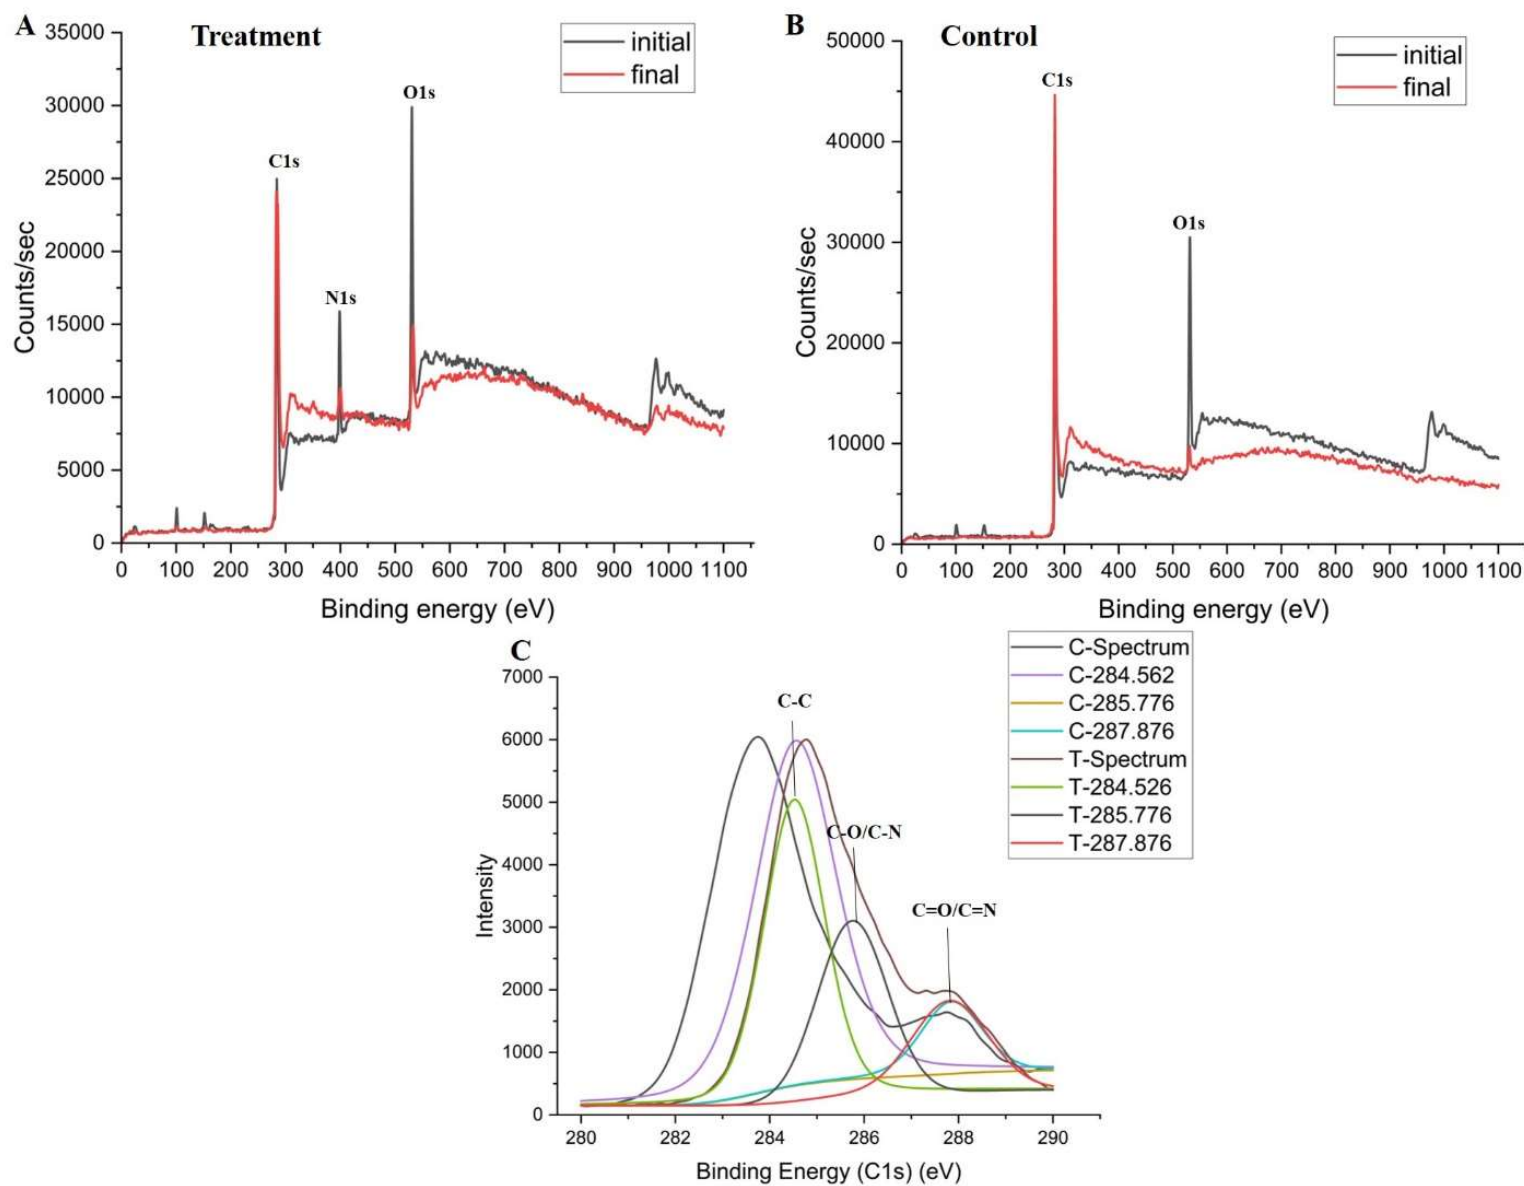 A
Treatment
initial
final
C1s
N1s
O1s
35000
30000
25000
20000
15000
10000
5000
0
Counts/sec
0 100 200 300 400 500 600 700 800 900 1000 1100
Binding energy (eV)
B
Control
initial
final
C1s
O1s
50000
40000
30000
20000
10000
0
Counts/sec
0 100 200 300 400 500 600 700 800 900 1000 1100
Binding energy (eV)
C
C-C
C-O/C-N
C=O/C=N
7000
6000
5000
4000
3000
2000
1000
0
Intensity
280 282 284 286 288 290
Binding Energy (C1s) (eV)
C-Spectrum
C-284.562
C-285.776
C-287.876
T-Spectrum
T-284.526
T-285.776
T-287.876